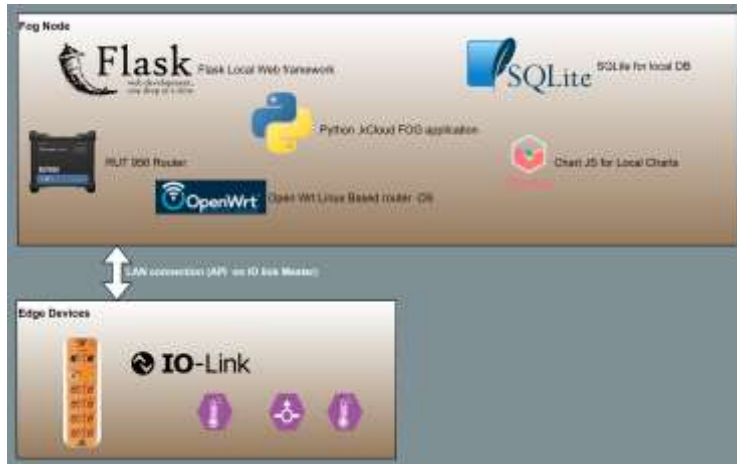 Fog Node
Flask
web development,
one drop at a time
Flask Local Web framework
SQLite
SQLite for local DB
Python .IxCloud FOG application
RUT 956 Router
Chart JS for Local Charts
OpenWrt
Open Wrt Linux Based router OS
LAN connection (API on IO link Master)
Edge Devices
IO-Link